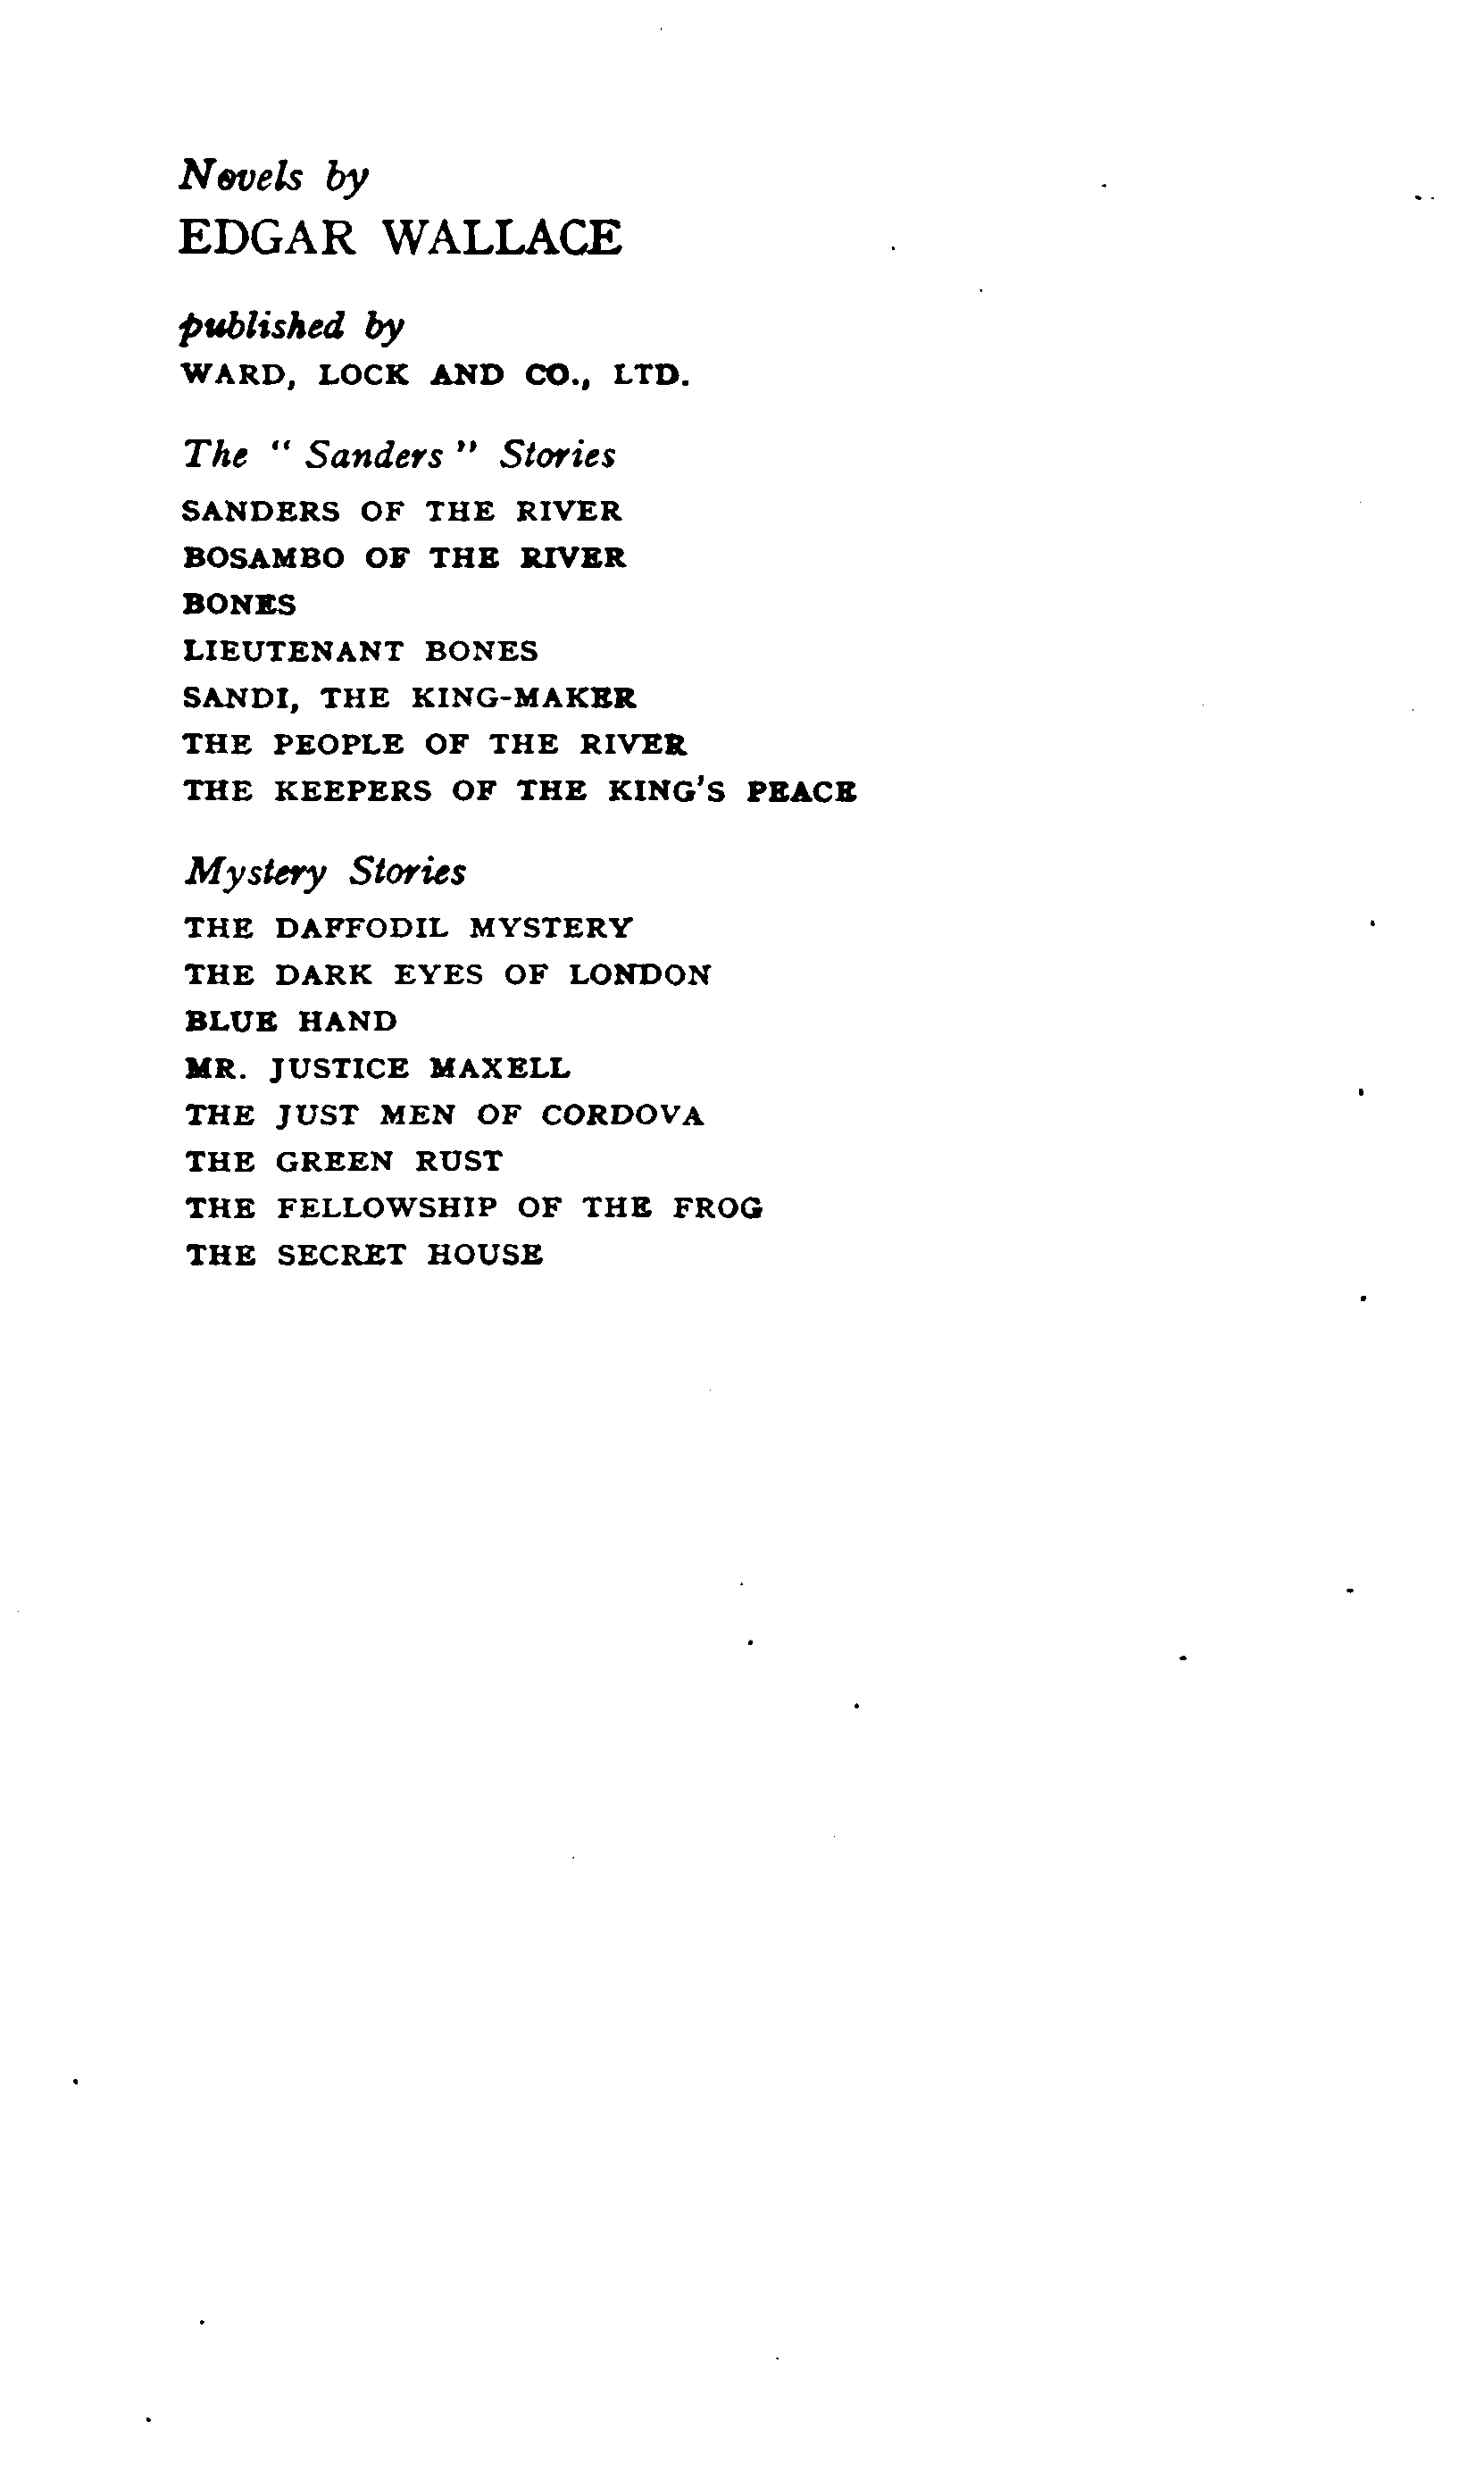 Novels by
EDGAR WALLACE
published by
WARD, LOCK AND CO., LTD.
The " Sanders " Stories
SANDERS OF THE RIVER
BOSAMBO OF THE RIVER
BONES
LIEUTENANT BONES
SANDI, THE KING-MAKER
THE PEOPLE OF THE RIVER
THE KEEPERS OF THE KING'S PEACE
Mystery Stories
THE DAFFODIL MYSTERY
THE DARK EYES OF LONDON
BLUE HAND
MR. JUSTICE MAXELL
THE JUST MEN OF CORDOVA
THE GREEN RUST
THE FELLOWSHIP OF THE FROG
THE SECRET HOUSE